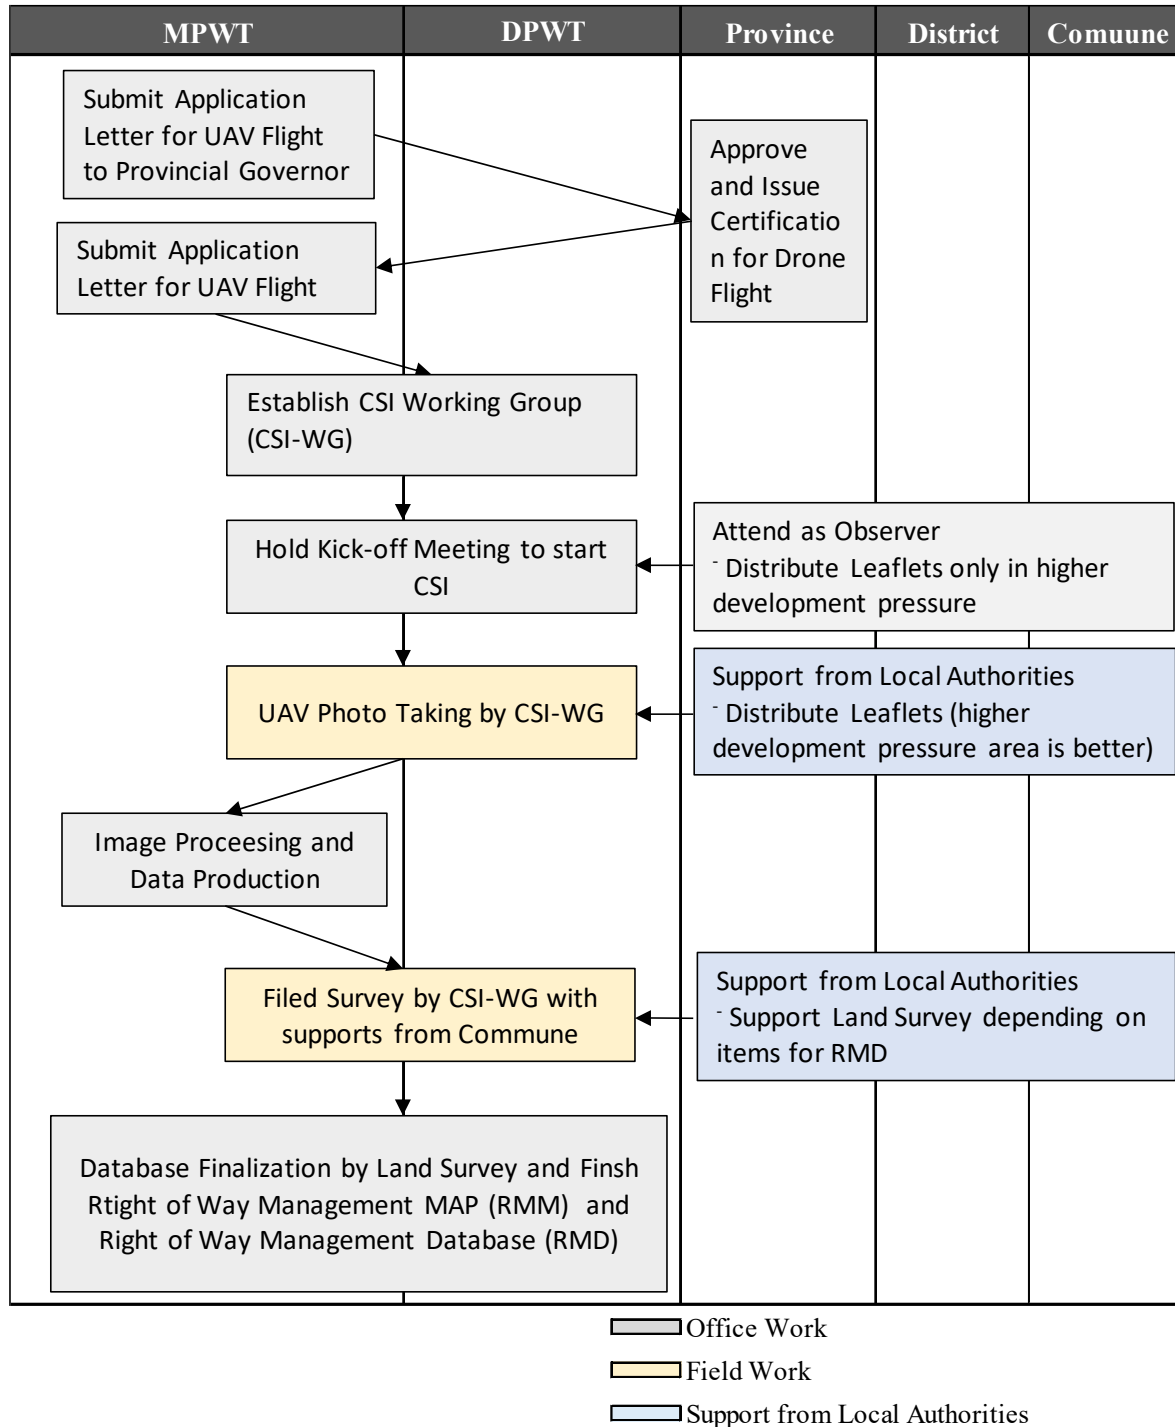 MPWT DPWT Province District Comuune
Submit Application
Letter for UAV Flight
to Provincial Governor
Approve
and Issue
Certificatio
n for Drone
Flight
Submit Application
Letter for UAV Flight
Establish CSI Working Group
(CSI-WG)
Hold Kick-off Meeting to start
CSI
Attend as Observer
- Distribute Leaflets only in higher
development pressure
UAV Photo Taking by CSI-WG
Support from Local Authorities
- Distribute Leaflets (higher
development pressure area is better)
Image Proceesing and
Data Production
Filed Survey by CSI-WG with
supports from Commune
Support from Local Authorities
- Support Land Survey depending on
items for RMD
Database Finalization by Land Survey and Finsh
Rtight of Way Management MAP (RMM) and
Right of Way Management Database (RMD)
Office Work
Field Work
Support from Local Authorities